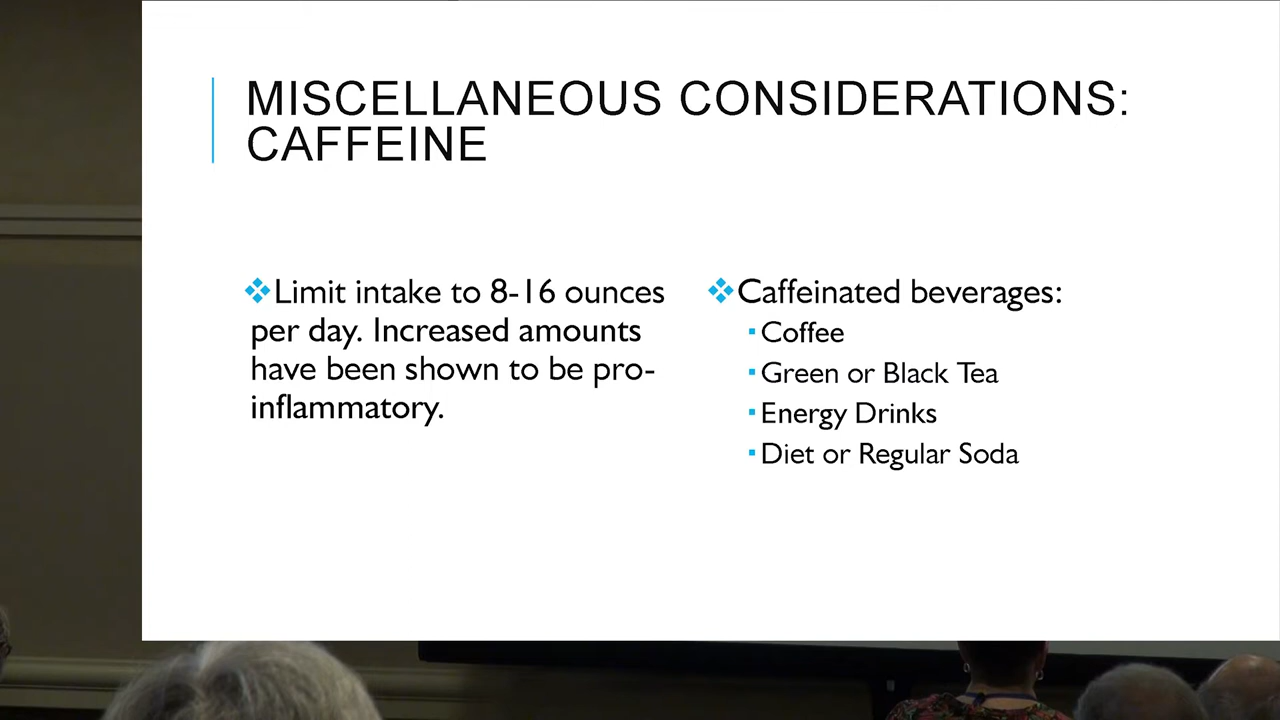 MISCELLANEOUS CONSIDERATIONS:
CAFFEINE
❖Limit intake to 8-16 ounces
per day. Increased amounts
have been shown to be pro-
inflammatory.
❖Caffeinated beverages:
▪Coffee
▪Green or Black Tea
▪Energy Drinks
▪Diet or Regular Soda